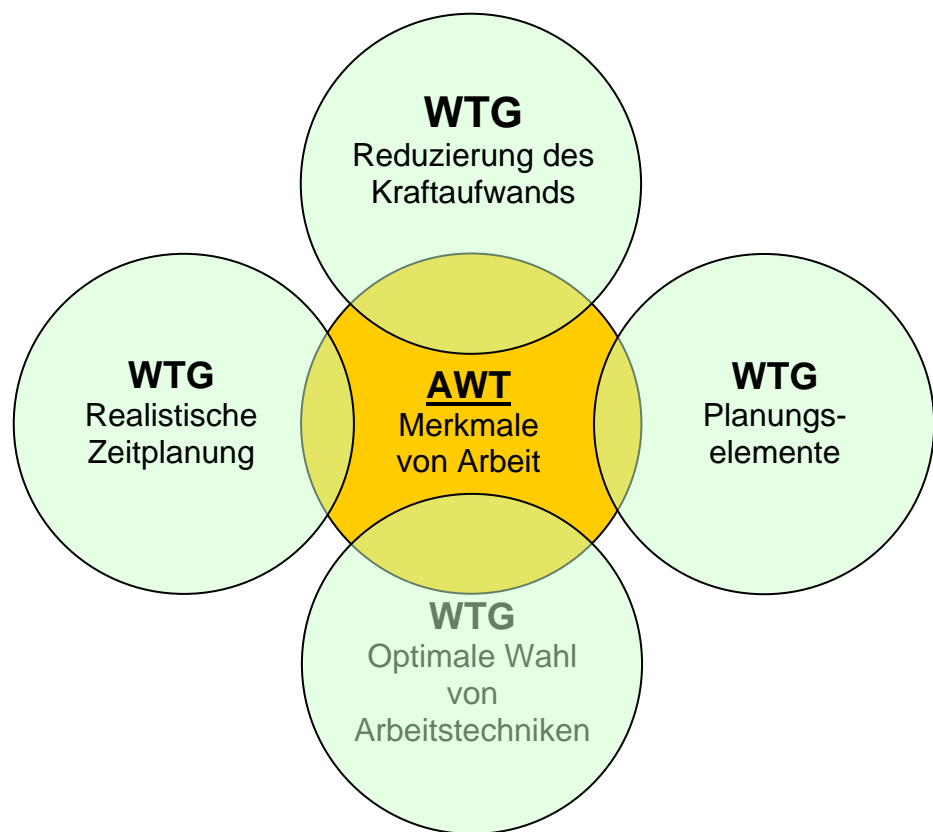 WTG
Reduzierung des
Kraftaufwands
WTG
Realistische
Zeitplanung
AWT
Merkmale
von Arbeit
WTG
Planungs-
elemente
WTG
Optimale Wahl
von
Arbeitstechniken